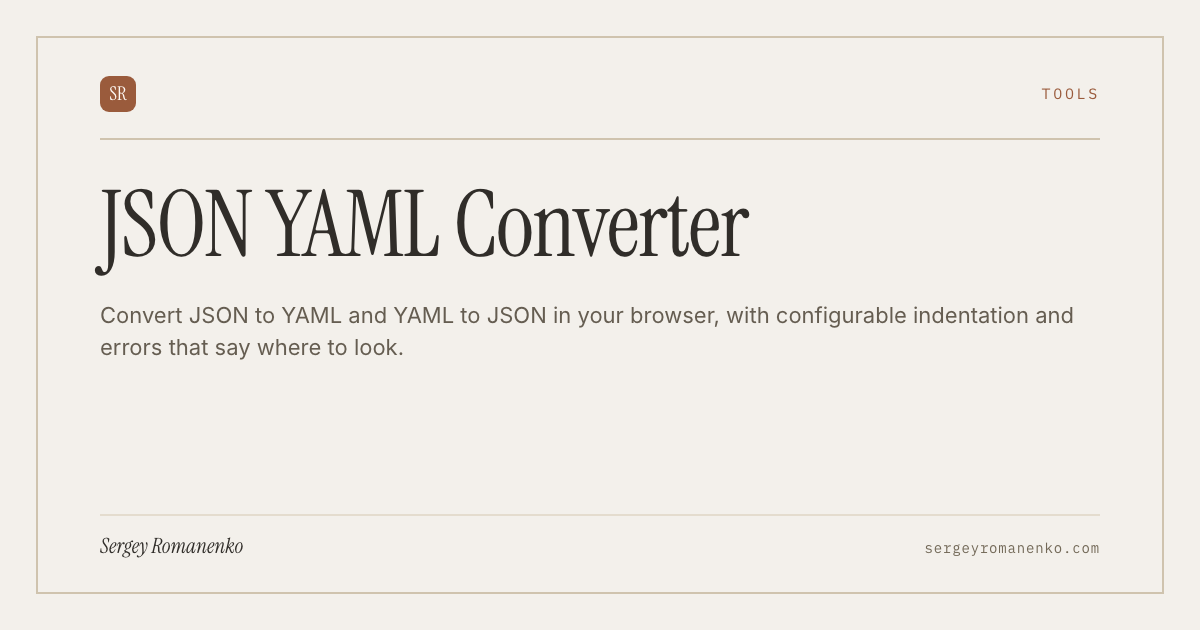 SR
TOOLS
JSON YAML Converter
Convert JSON to YAML and YAML to JSON in your browser, with configurable indentation and
errors that say where to look.
Sergey Romanenko
sergeyromanenko.com